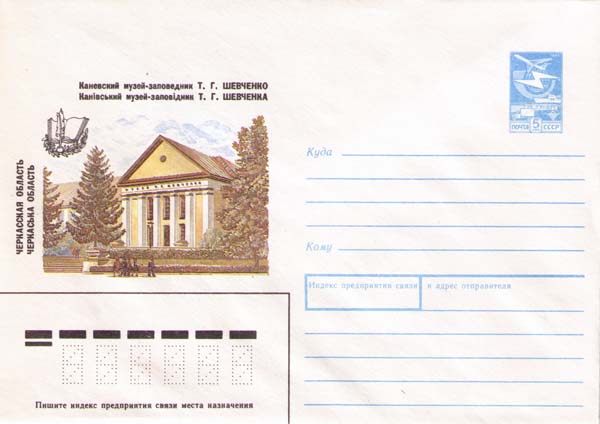 Каневский музей-заповедник Т. Г. ШЕВЧЕНКО
Канівський музей-заповідник Т. Г. ШЕВЧЕНКА
ЧЕРКАССКАЯ ОБЛАСТЬ
ЧЕРКАСЬКА ОБЛАСТЬ
ПОЧТА 5 СССР
Куда
Кому
Индекс предприятия связи и адрес отправителя
Пишите индекс предприятия связи места назначения